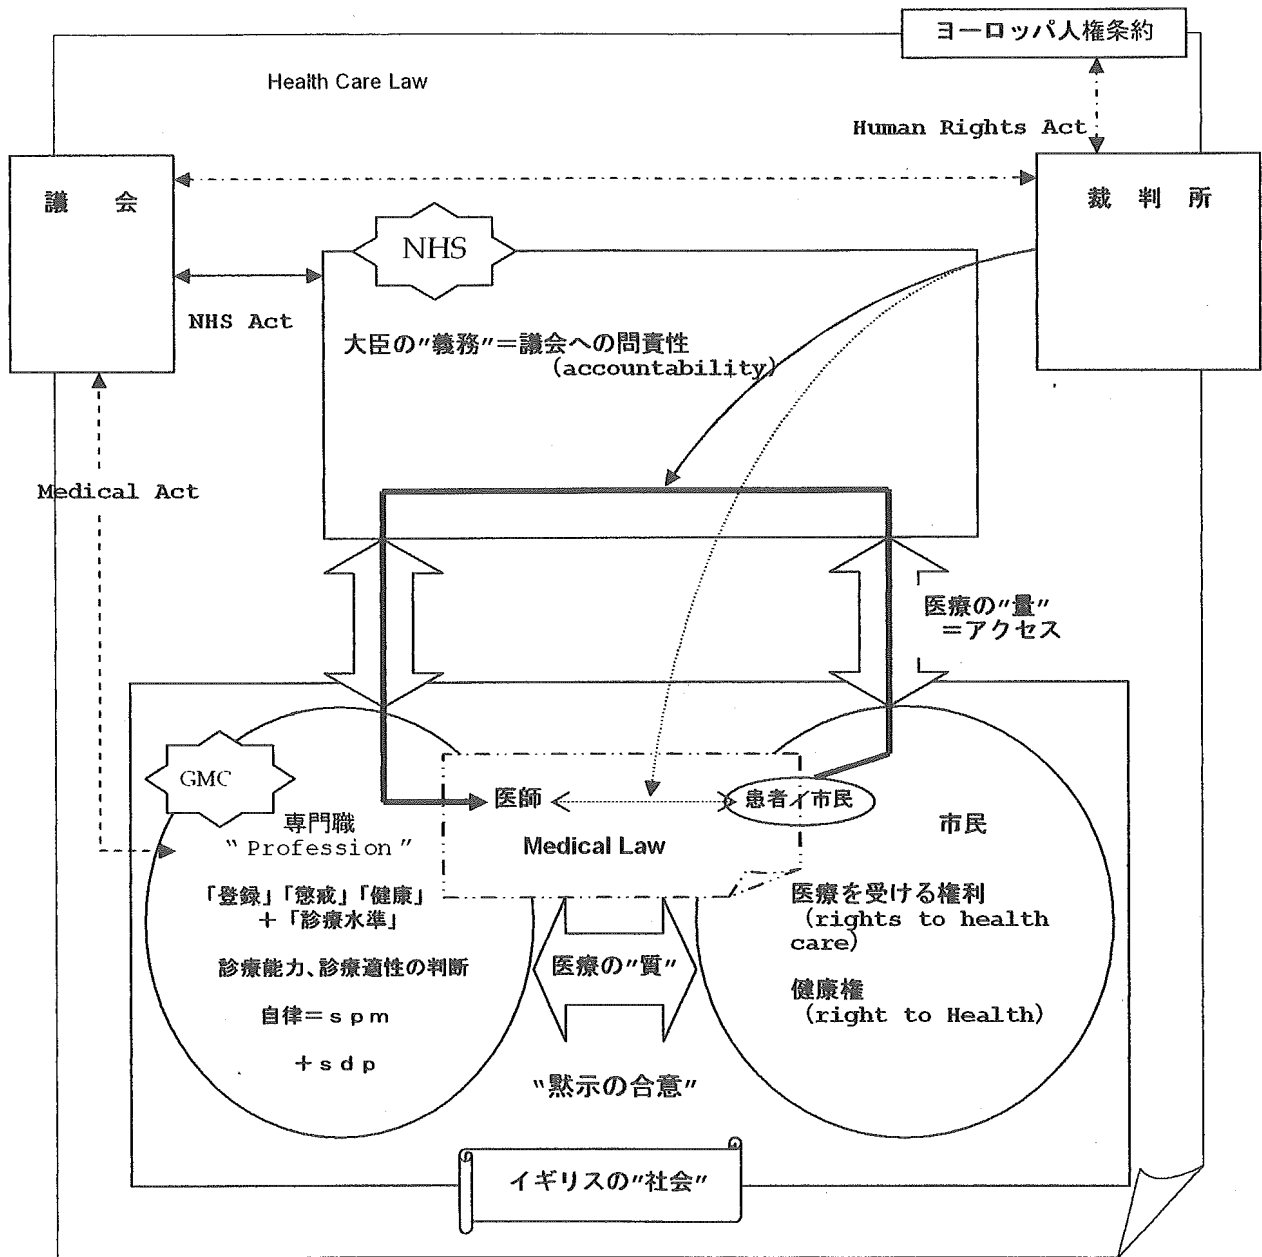 ヨーロッパ人権条約
Health Care Law
Human Rights Act
議 会
裁 判 所
NHS
NHS Act
大臣の"義務"＝議会への問責性
(accountability)
Medical Act
医療の"量"
＝アクセス
GMC
医師
患者／市民
専門職
"Profession"
Medical Law
市民
「登録」「懲戒」「健康」
＋「診療水準」
医療を受ける権利
(rights to health
care)
診療能力、診療適性の判断
医療の"質"
健康権
(right to Health)
自律＝ｓｐｍ
＋ｓｄｐ
"黙示の合意"
イギリスの"社会"